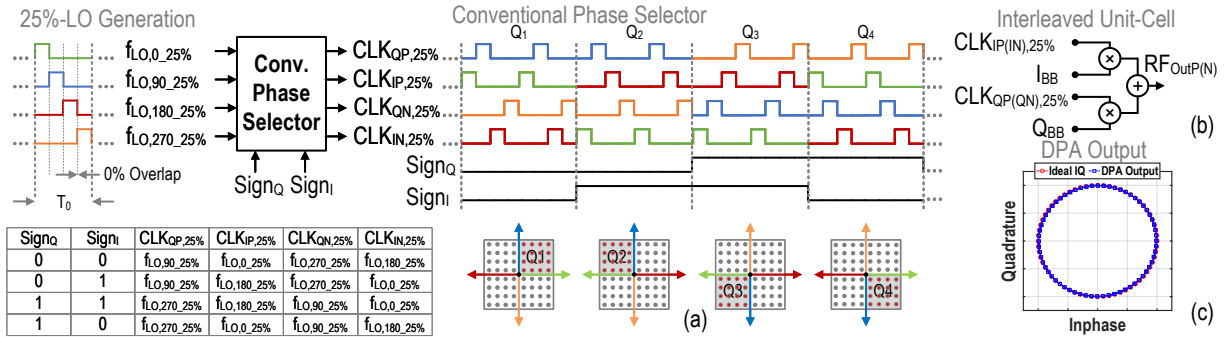 25%-LO Generation
Conventional Phase Selector
Interleaved Unit-Cell
fLO,0_25%
fLO,90_25%
fLO,180_25%
fLO,270_25%
0% Overlap
T0
Conv.
Phase
Selector
SignQ SignI
CLKQP,25%
CLKIP,25%
CLKQN,25%
CLKIN,25%
SignQ
SignI
Q1 Q2 Q3 Q4
CLKIP(IN),25%
IBB
CLKQP(QN),25%
QBB
RFOutP(N)
(b)
DPA Output
Ideal IQ DPA Output
Quadrature
Inphase
(c)
SignQ SignI CLKQP,25% CLKIP,25% CLKQN,25% CLKIN,25%
0 0 fLO,90_25% fLO,0_25% fLO,270_25% fLO,180_25%
0 1 fLO,90_25% fLO,180_25% fLO,270_25% fLO,0_25%
1 1 fLO,270_25% fLO,180_25% fLO,90_25% fLO,0_25%
1 0 fLO,270_25% fLO,0_25% fLO,90_25% fLO,180_25%
Q1 Q2 Q3 Q4
(a)